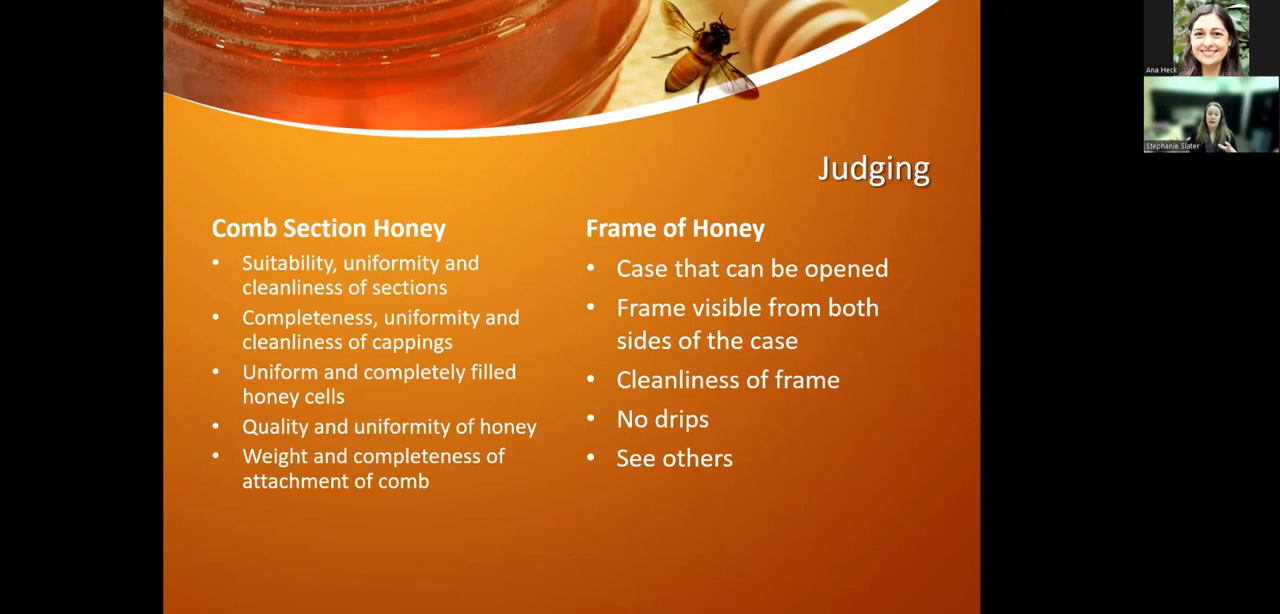 Ana Heck
Stephanie Slater
Judging
Comb Section Honey
• Suitability, uniformity and
cleanliness of sections
• Completeness, uniformity and
cleanliness of cappings
• Uniform and completely filled
honey cells
• Quality and uniformity of honey
• Weight and completeness of
attachment of comb
Frame of Honey
• Case that can be opened
• Frame visible from both
sides of the case
• Cleanliness of frame
• No drips
• See others